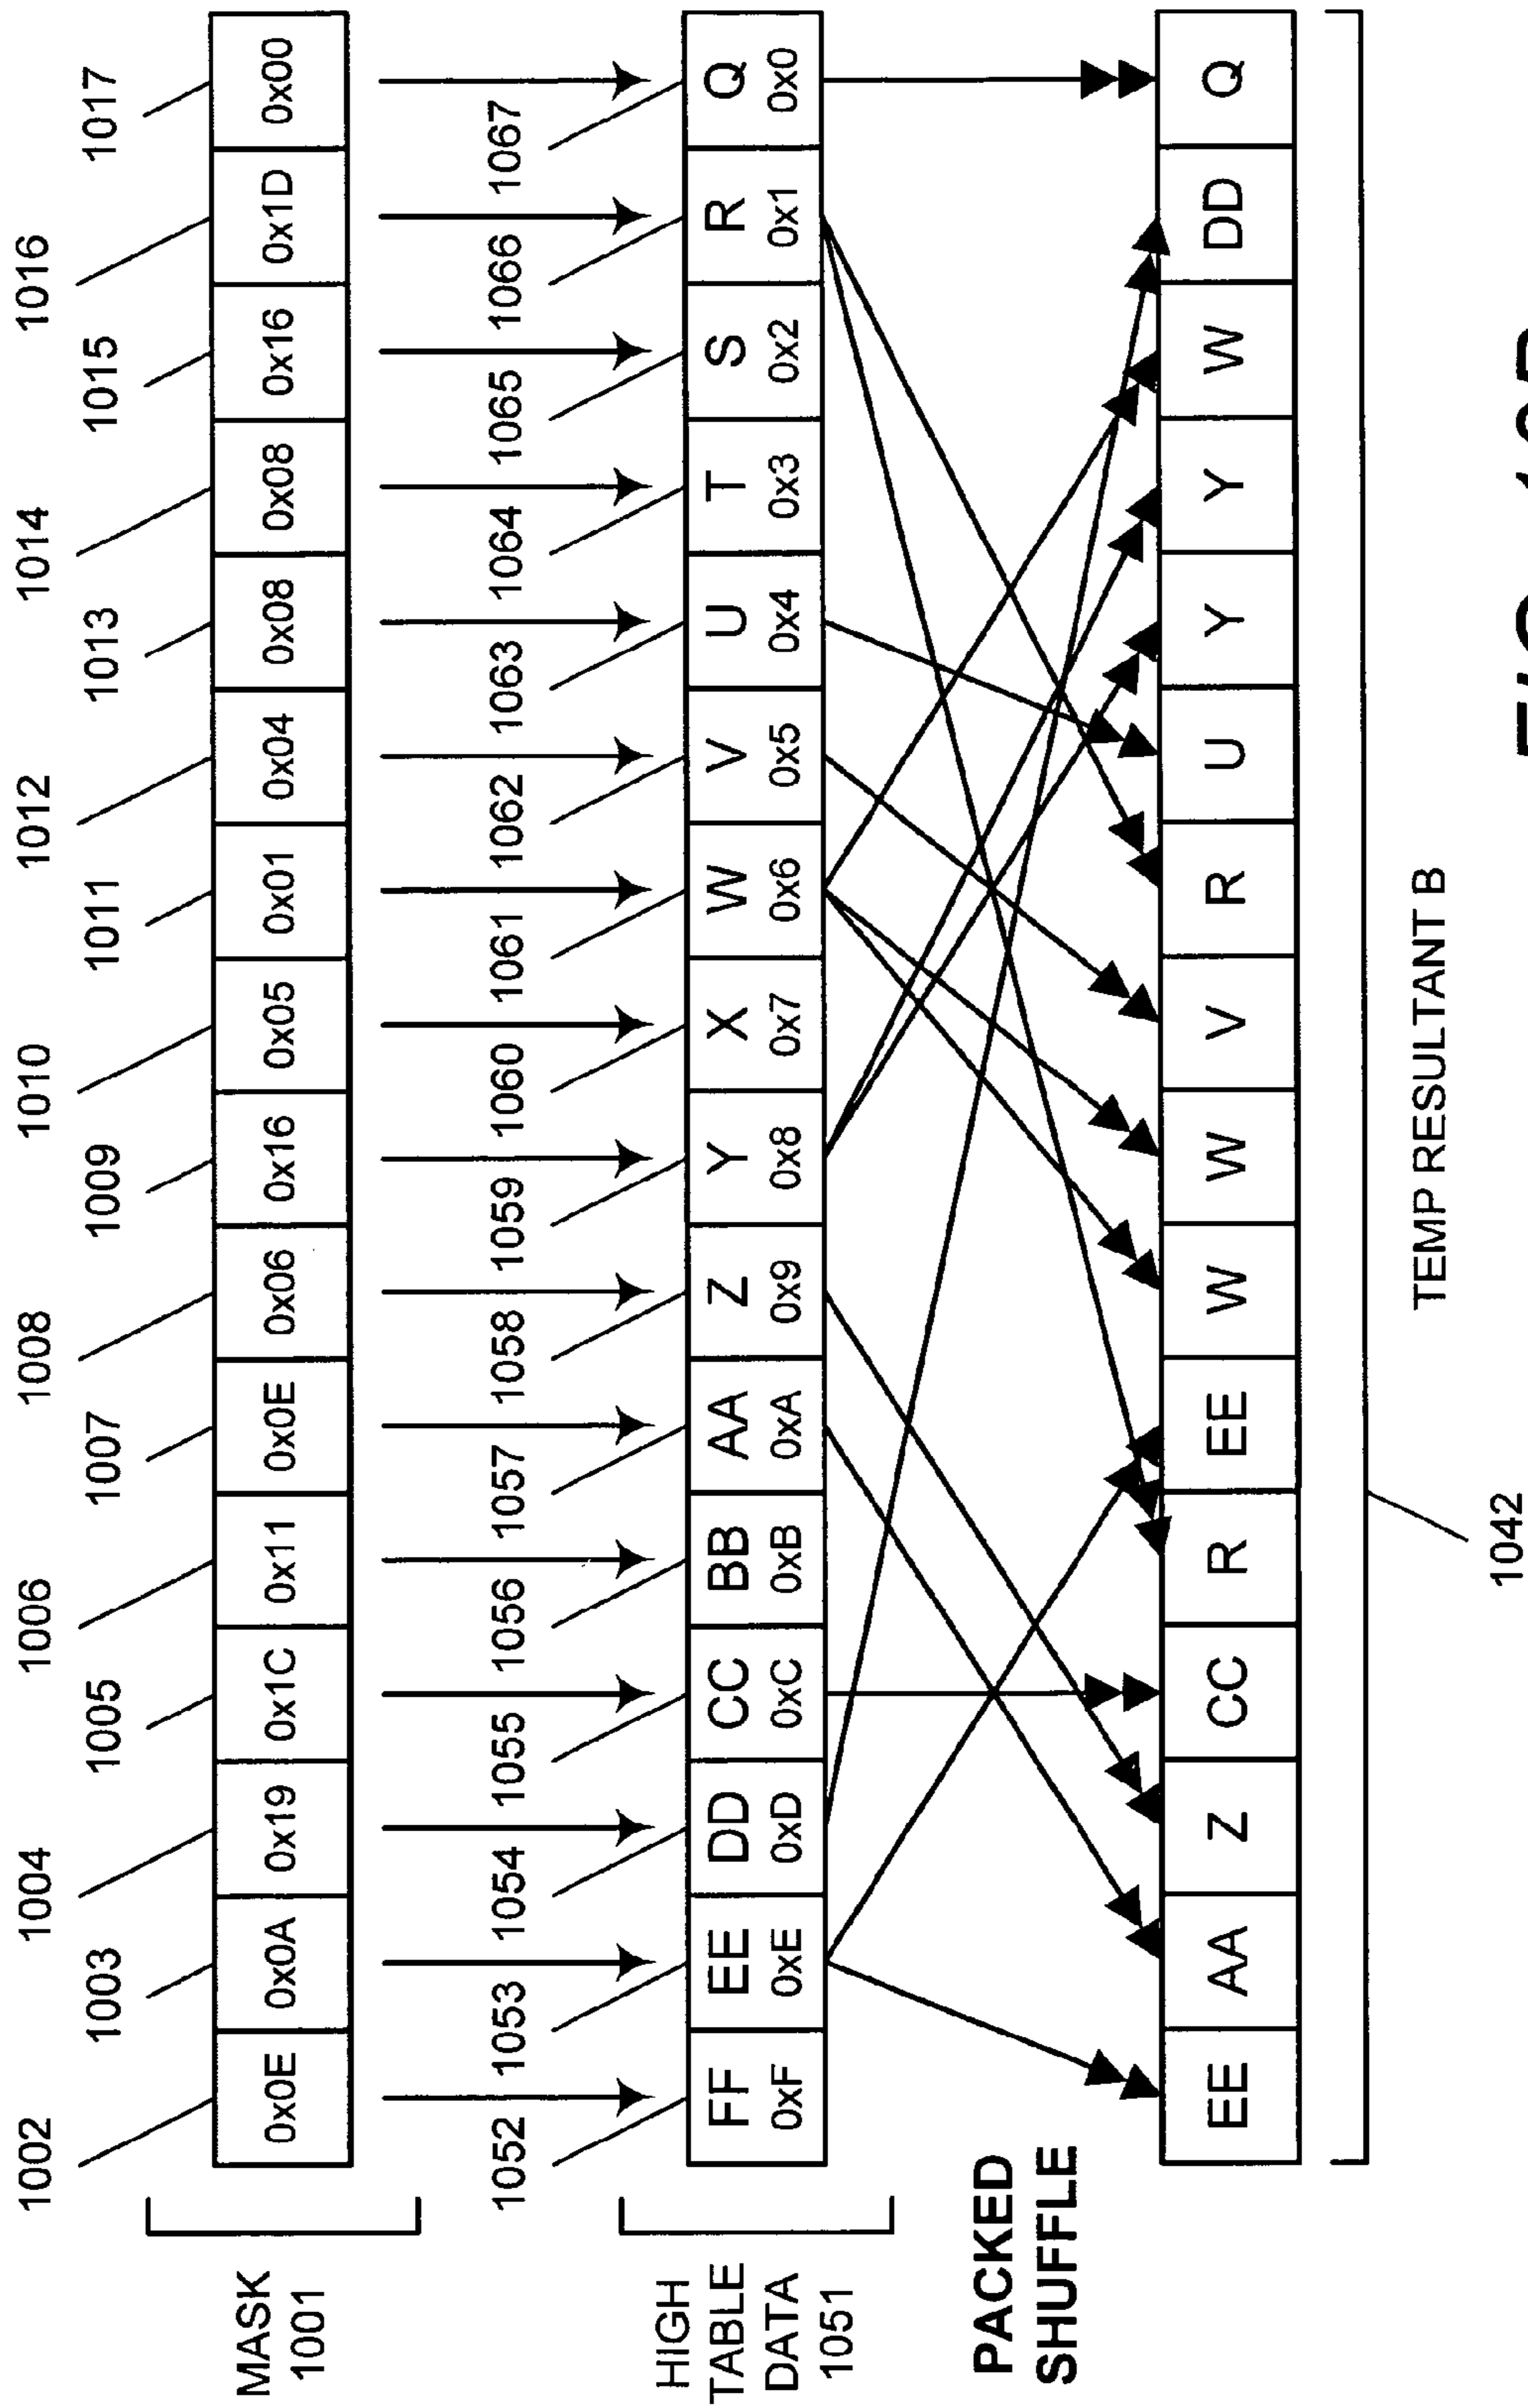 1002 1004 1006 1008 1010 1012 1014 1016
1003 1005 1007 1009 1011 1013 1015 1017
MASK
1001
0x0E 0x0A 0x19 0x1C 0x11 0x0E 0x06 0x16 0x05 0x01 0x04 0x08 0x08 0x16 0x1D 0x00
1052 1053 1054 1055 1056 1057 1058 1059 1060 1061 1062 1063 1064 1065 1066 1067
HIGH
TABLE
DATA
1051
FF EE DD CC BB AA Z Y X W V U T S R Q
0xF 0xE 0xD 0xC 0xB 0xA 0x9 0x8 0x7 0x6 0x5 0x4 0x3 0x2 0x1 0x0
PACKED
SHUFFLE
EE AA Z CC R EE W W V R U Y Y W DD Q
TEMP RESULTANT B
1042